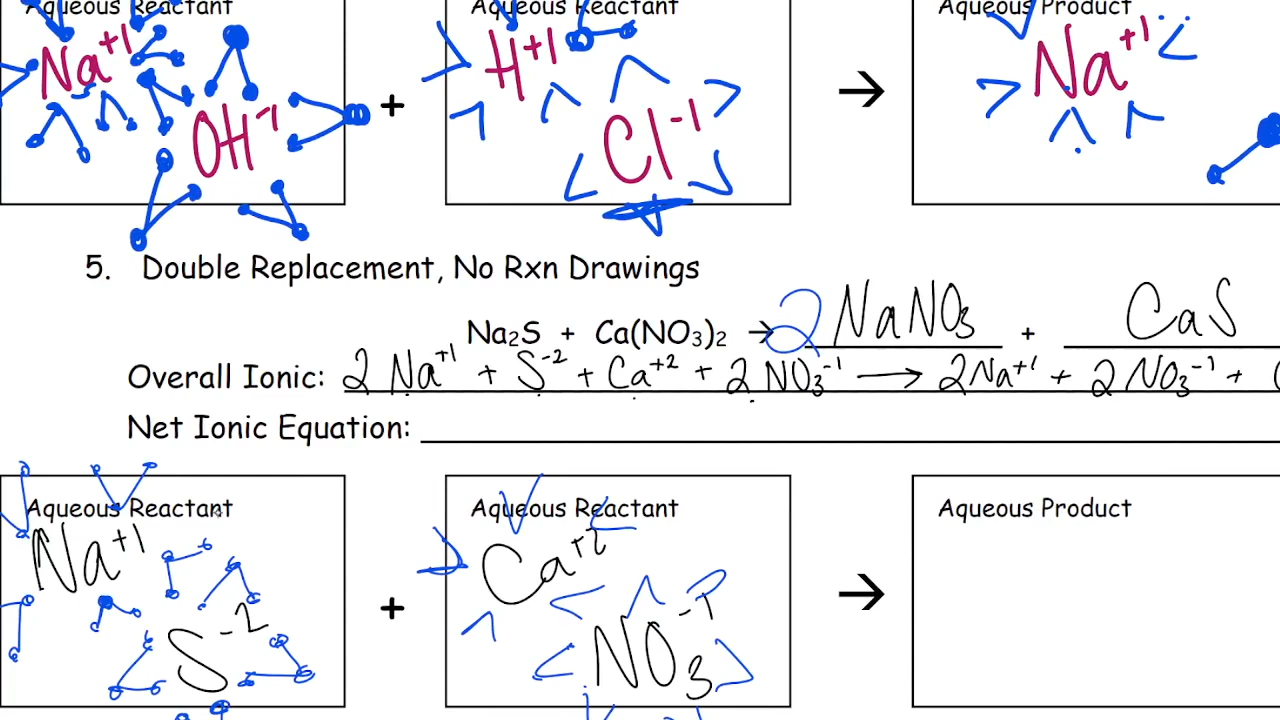 Aqueous Reactant Aqueous Reactant Aqueous Product
Na+1 H+1 Na+1
+ →
OH-1 Cl-1
5. Double Replacement, No Rxn Drawings
Na2S + Ca(NO3)2 → 2NaNO3 + CaS
Overall Ionic: 2Na+1 + S-2 + Ca+2 + 2NO3-1 → 2Na+1 + 2NO3-1 +
Net Ionic Equation:
Aqueous Reactant Aqueous Reactant Aqueous Product
Na+1 Ca+2
+ →
S-2 NO3-1